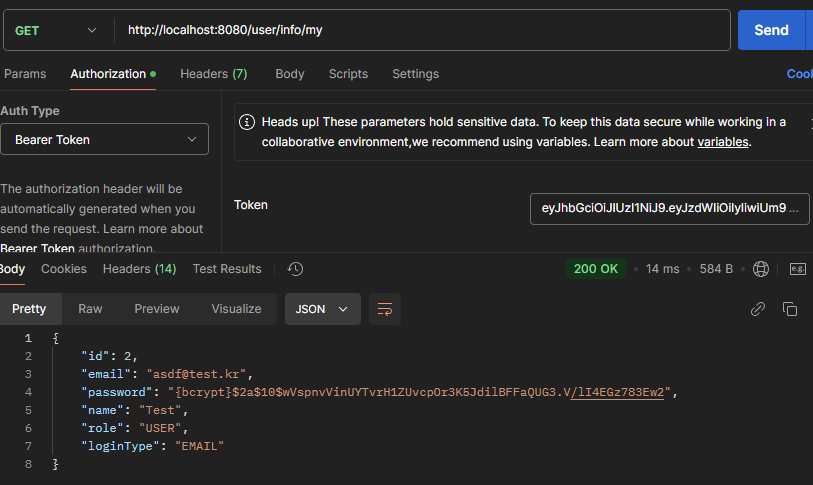 GET http://localhost:8080/user/info/my Send
Params Authorization Headers (7) Body Scripts Settings Cook
Auth Type
Bearer Token
Heads up! These parameters hold sensitive data. To keep this data secure while working in a
collaborative environment,we recommend using variables. Learn more about variables.
The authorization header will be
automatically generated when you
send the request. Learn more about
Bearer Token authorization.
Token
Body Cookies Headers (14) Test Results 200 OK 14 ms 584 B e.g.
Pretty Raw Preview Visualize JSON
1 {
2 "id": 2,
3 "email": "asdf@test.kr",
4 "password": "{bcrypt}$2a$10$wVspnvVinUYTvrH1ZUvcpOr3K5JdilBFFaQUG3.V/lI4EGz783Ew2",
5 "name": "Test",
6 "role": "USER",
7 "loginType": "EMAIL"
8 }